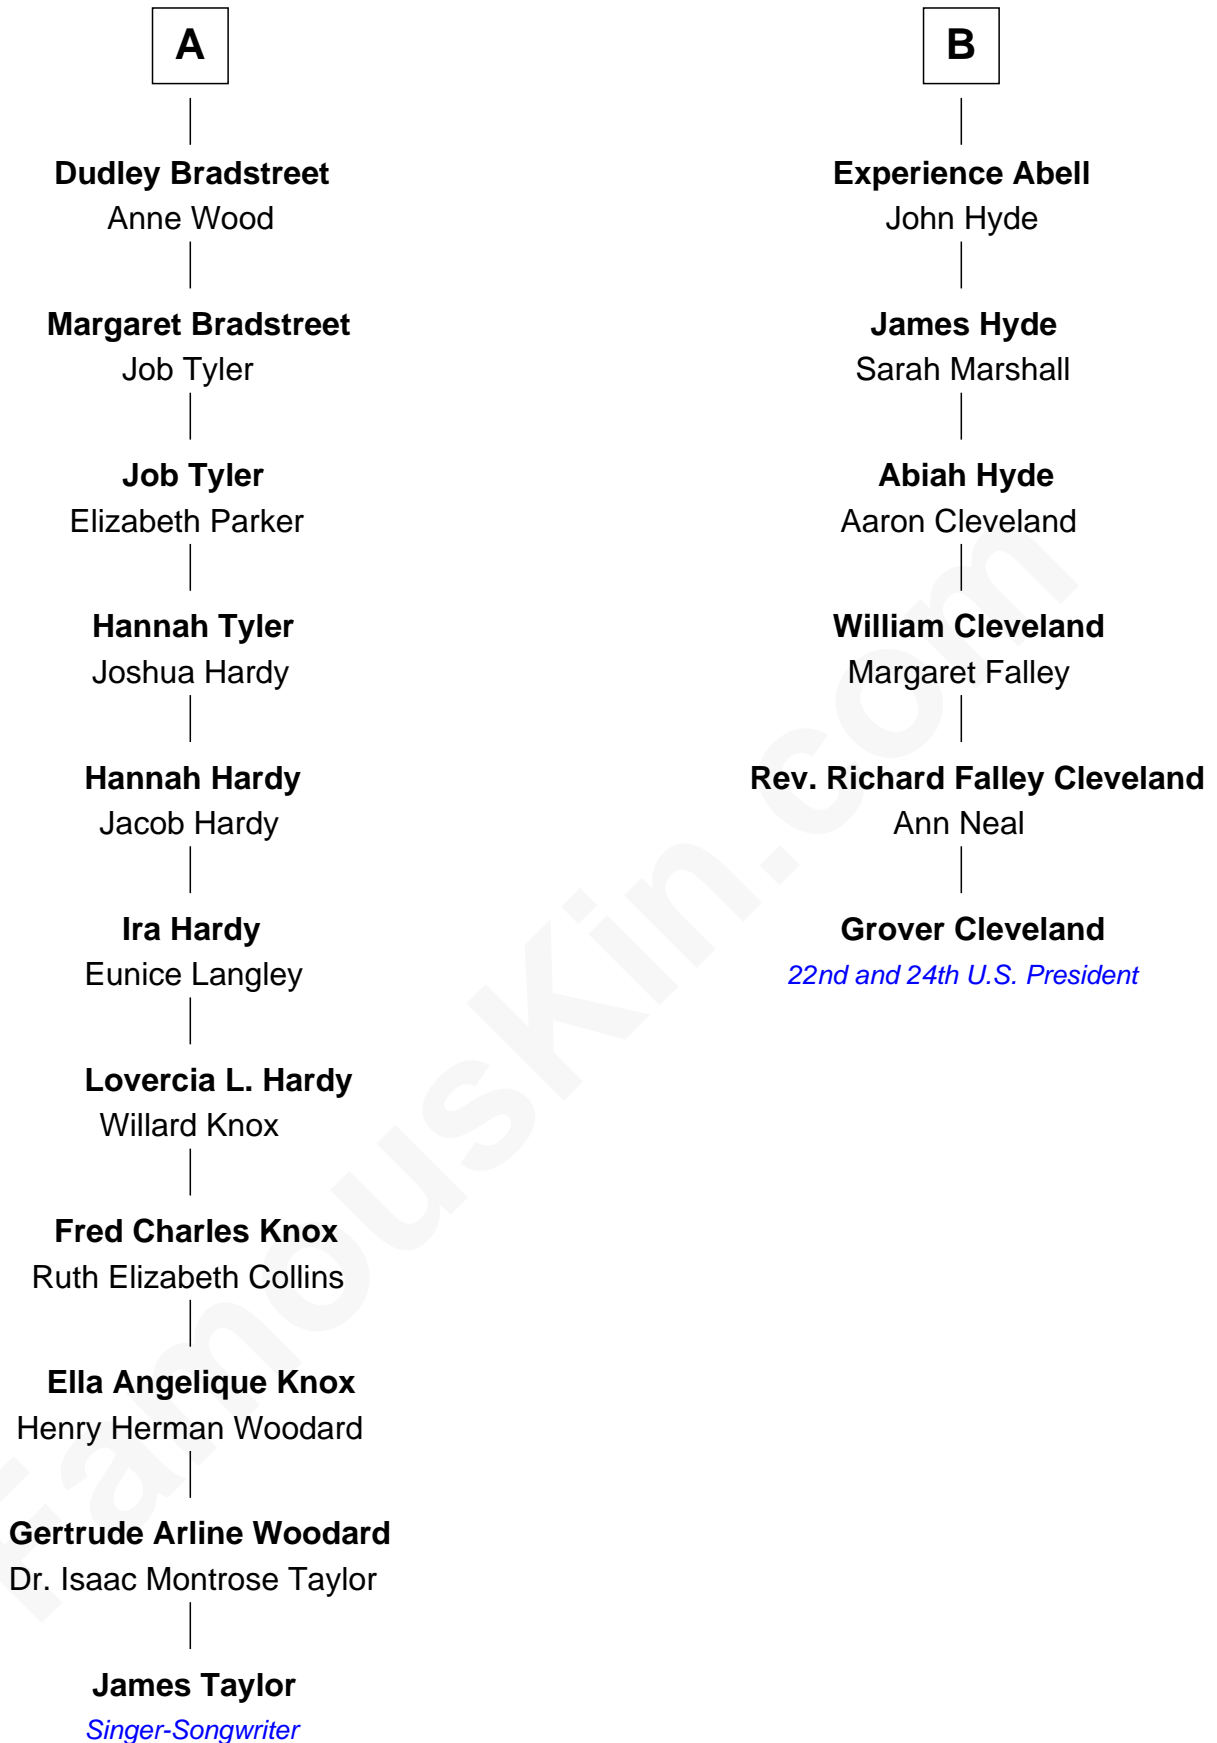 A
Dudley Bradstreet
Anne Wood
Margaret Bradstreet
Job Tyler
Job Tyler
Elizabeth Parker
Hannah Tyler
Joshua Hardy
Hannah Hardy
Jacob Hardy
Ira Hardy
Eunice Langley
Lovercia L. Hardy
Willard Knox
Fred Charles Knox
Ruth Elizabeth Collins
Ella Angelique Knox
Henry Herman Woodard
Gertrude Arline Woodard
Dr. Isaac Montrose Taylor
James Taylor
Singer-Songwriter
B
Experience Abell
John Hyde
James Hyde
Sarah Marshall
Abiah Hyde
Aaron Cleveland
William Cleveland
Margaret Falley
Rev. Richard Falley Cleveland
Ann Neal
Grover Cleveland
22nd and 24th U.S. President
FamousKin.com